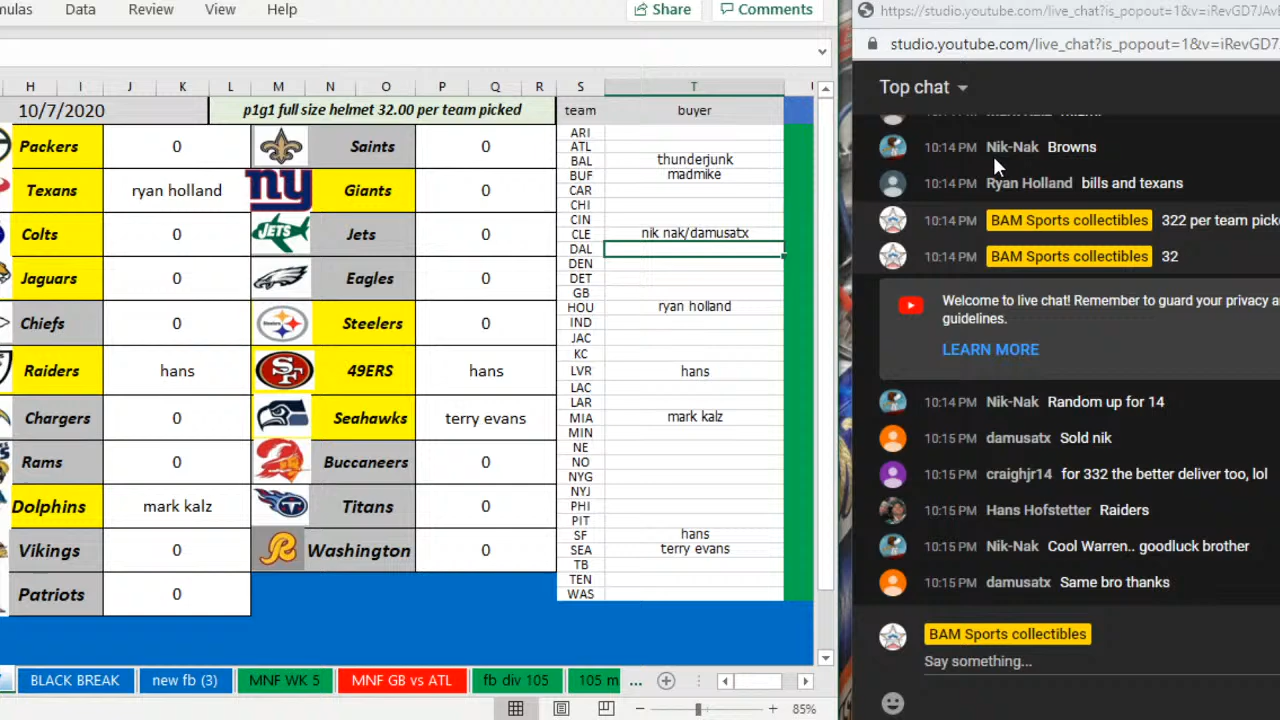 mulas Data Review View Help Share Comments
H I J K L M N O P Q R S T
10/7/2020 p1g1 full size helmet 32.00 per team picked team buyer
Packers 0 Saints 0
Texans ryan holland NY Giants 0
Colts 0 JETS Jets 0
Jaguars 0 Eagles 0
Chiefs 0 Steelers Steelers 0
Raiders hans SF 49ERS hans
Chargers 0 Seahawks terry evans
Rams 0 Buccaneers 0
Dolphins mark kalz Titans 0
Vikings 0 R Washington 0
Patriots 0
ARI
ATL
BAL thunderjunk
BUF madmike
CAR
CHI
CIN
CLE nik nak/damusatx
DAL
DEN
DET
GB
HOU ryan holland
IND
JAC
KC
LVR hans
LAC
LAR
MIA mark kalz
MIN
NE
NO
NYG
NYJ
PHI
PIT
SF hans
SEA terry evans
TB
TEN
WAS
BLACK BREAK new fb (3) MNF WK 5 MNF GB vs ATL fb div 105 105 m ...
85%
https://studio.youtube.com/live_chat?is_popout=1&v=iRevGD7JAv
studio.youtube.com/live_chat?is_popout=1&v=iRevGD7
Top chat
10:14 PM Nik-Nak Browns
10:14 PM Ryan Holland bills and texans
10:14 PM BAM Sports collectibles 322 per team pick
10:14 PM BAM Sports collectibles 32
Welcome to live chat! Remember to guard your privacy a
guidelines.
LEARN MORE
10:14 PM Nik-Nak Random up for 14
10:15 PM damusatx Sold nik
10:15 PM craighjr14 for 332 the better deliver too, lol
10:15 PM Hans Hofstetter Raiders
10:15 PM Nik-Nak Cool Warren.. goodluck brother
10:15 PM damusatx Same bro thanks
BAM Sports collectibles
Say something...